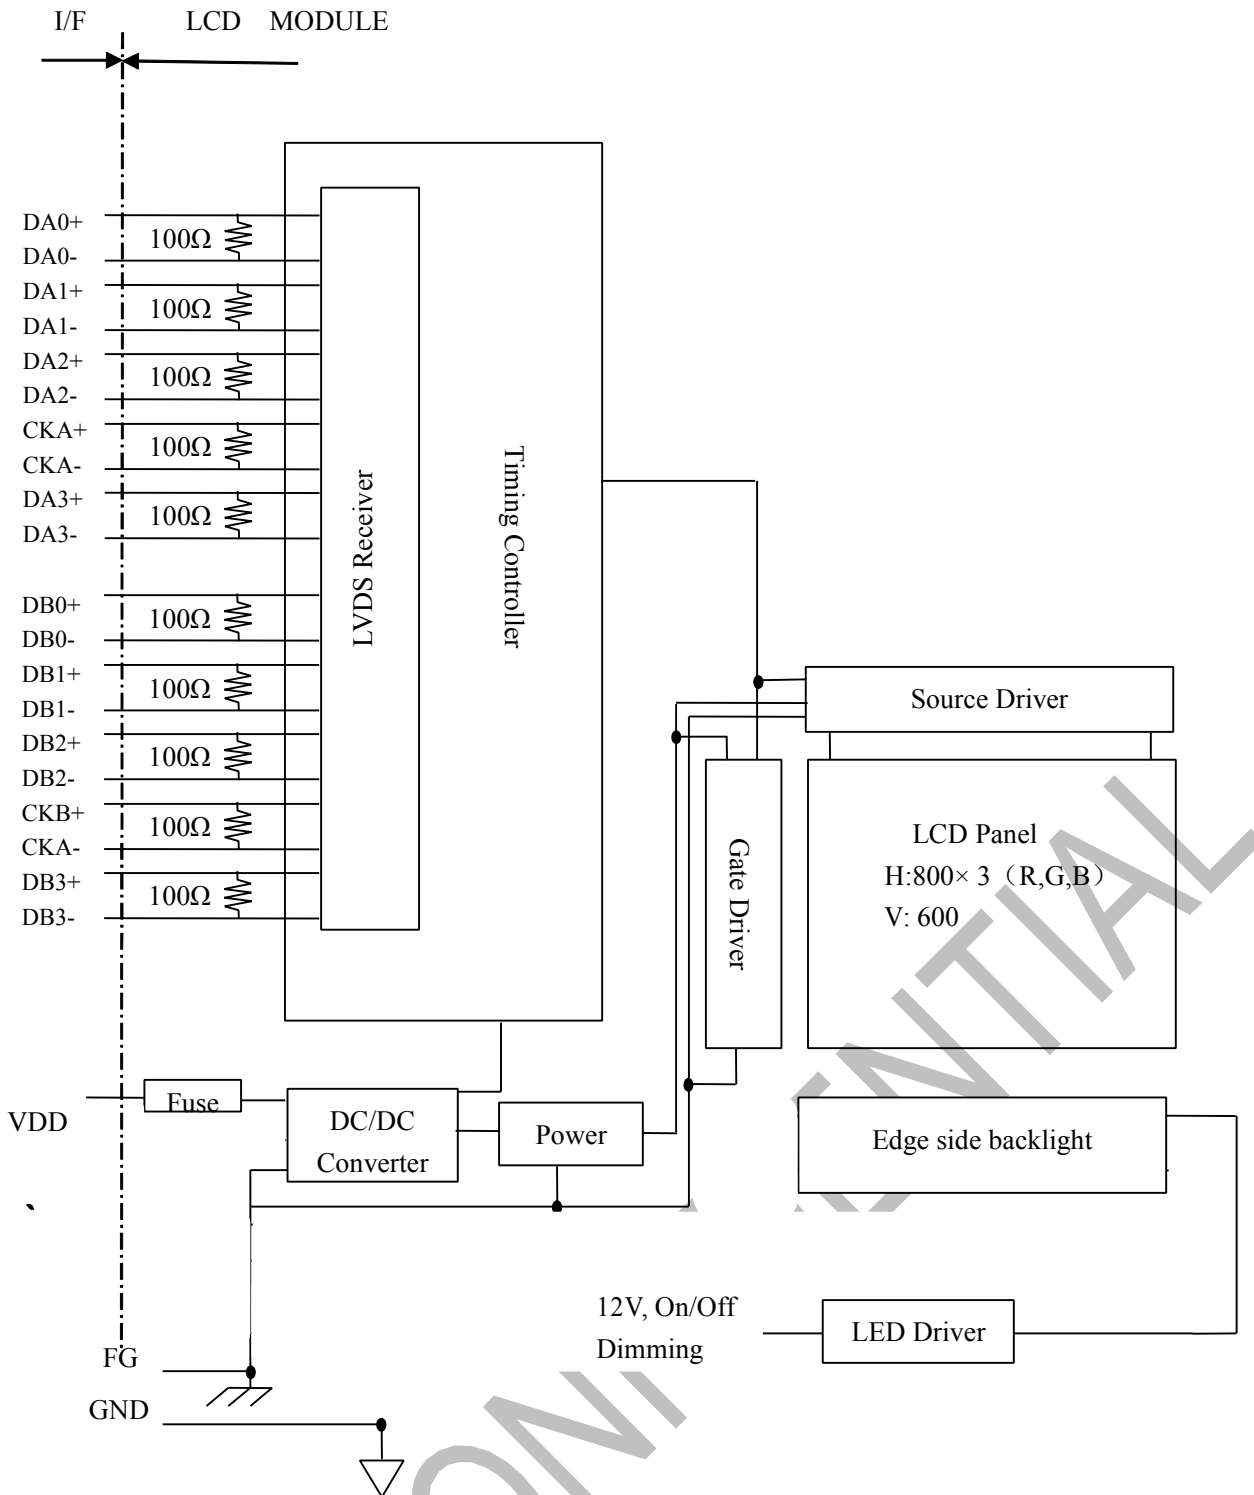 I/F LCD MODULE
DA0+
100Ω
DA0-
DA1+
100Ω
DA1-
DA2+
100Ω
DA2-
CKA+
100Ω
CKA-
DA3+
100Ω
DA3-
DB0+
100Ω
DB0-
DB1+
100Ω
DB1-
DB2+
100Ω
DB2-
CKB+
100Ω
CKA-
DB3+
100Ω
DB3-
LVDS Receiver
Timing Controller
Source Driver
Gate Driver
LCD Panel
H:800× 3（R,G,B）
V: 600
VDD
Fuse
DC/DC
Converter
Power
Edge side backlight
、
12V, On/Off
Dimming
LED Driver
FG
GND